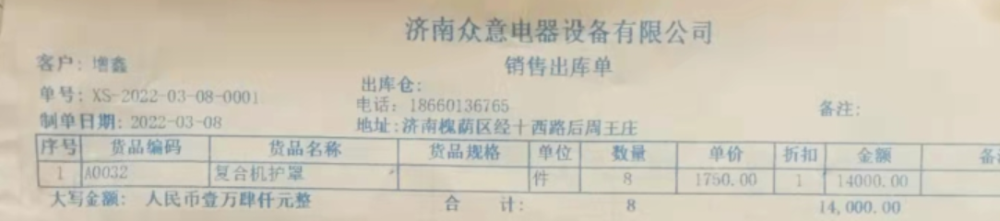 济南众意电器设备有限公司
销售出库单
客户: 增鑫
出库仓:
单号: XS-2022-03-08-0001
电话: 18660136765
备注:
制单日期: 2022-03-08
地址:济南槐荫区经十西路后周王庄
序号 货品编码 货品名称 货品规格 单位 数量 单价 折扣 金额
1 A0032 复合机护罩 件 8 1750.00 1 14000.00
大写金额: 人民币壹万肆仟元整 合 计: 8 14,000.00